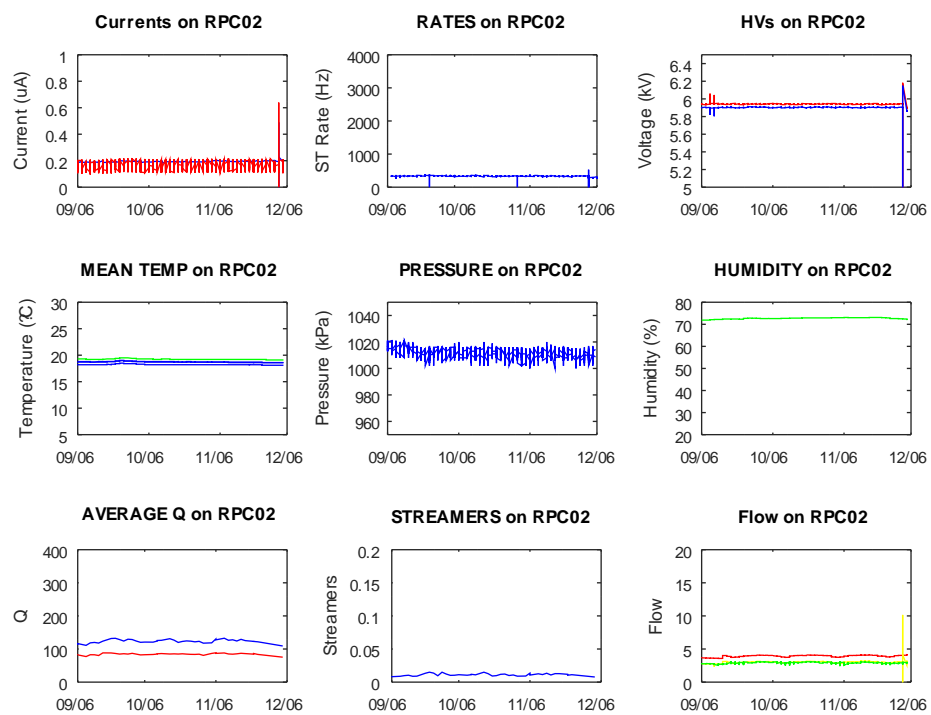 Currents on RPC02
Current (uA)
1
0.8
0.6
0.4
0.2
0
09/06 10/06 11/06 12/06
RATES on RPC02
ST Rate (Hz)
4000
3000
2000
1000
0
09/06 10/06 11/06 12/06
HVs on RPC02
Voltage (kV)
6.4
6.2
6
5.8
5.6
5.4
5.2
5
09/06 10/06 11/06 12/06
MEAN TEMP on RPC02
Temperature (?C)
30
25
20
15
10
5
09/06 10/06 11/06 12/06
PRESSURE on RPC02
Pressure (kPa)
1040
1020
1000
980
960
09/06 10/06 11/06 12/06
HUMIDITY on RPC02
Humidity (%)
80
70
60
50
40
30
20
09/06 10/06 11/06 12/06
AVERAGE Q on RPC02
Q
400
300
200
100
0
09/06 10/06 11/06 12/06
STREAMERS on RPC02
Streamers
0.2
0.15
0.1
0.05
0
09/06 10/06 11/06 12/06
Flow on RPC02
Flow
20
15
10
5
0
09/06 10/06 11/06 12/06